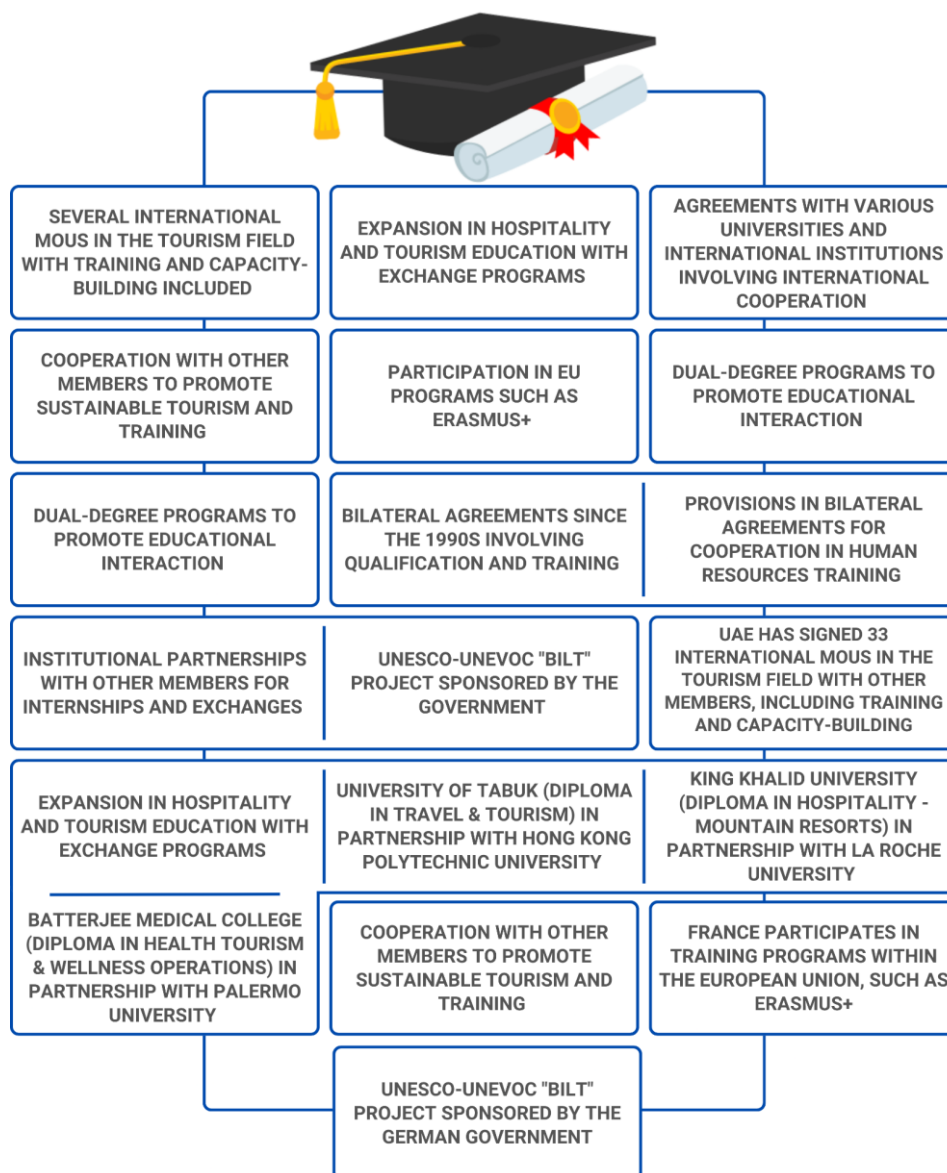 SEVERAL INTERNATIONAL
MOUS IN THE TOURISM FIELD
WITH TRAINING AND CAPACITY-
BUILDING INCLUDED
EXPANSION IN HOSPITALITY
AND TOURISM EDUCATION WITH
EXCHANGE PROGRAMS
AGREEMENTS WITH VARIOUS
UNIVERSITIES AND
INTERNATIONAL INSTITUTIONS
INVOLVING INTERNATIONAL
COOPERATION
COOPERATION WITH OTHER
MEMBERS TO PROMOTE
SUSTAINABLE TOURISM AND
TRAINING
PARTICIPATION IN EU
PROGRAMS SUCH AS
ERASMUS+
DUAL-DEGREE PROGRAMS TO
PROMOTE EDUCATIONAL
INTERACTION
DUAL-DEGREE PROGRAMS TO
PROMOTE EDUCATIONAL
INTERACTION
BILATERAL AGREEMENTS SINCE
THE 1990S INVOLVING
QUALIFICATION AND TRAINING
PROVISIONS IN BILATERAL
AGREEMENTS FOR
COOPERATION IN HUMAN
RESOURCES TRAINING
INSTITUTIONAL PARTNERSHIPS
WITH OTHER MEMBERS FOR
INTERNSHIPS AND EXCHANGES
UNESCO-UNEVOC "BILT"
PROJECT SPONSORED BY THE
GOVERNMENT
UAE HAS SIGNED 33
INTERNATIONAL MOUS IN THE
TOURISM FIELD WITH OTHER
MEMBERS, INCLUDING TRAINING
AND CAPACITY-BUILDING
EXPANSION IN HOSPITALITY
AND TOURISM EDUCATION WITH
EXCHANGE PROGRAMS
UNIVERSITY OF TABUK (DIPLOMA
IN TRAVEL & TOURISM) IN
PARTNERSHIP WITH HONG KONG
POLYTECHNIC UNIVERSITY
KING KHALID UNIVERSITY
(DIPLOMA IN HOSPITALITY -
MOUNTAIN RESORTS) IN
PARTNERSHIP WITH LA ROCHE
UNIVERSITY
BATTERJEE MEDICAL COLLEGE
(DIPLOMA IN HEALTH TOURISM
& WELLNESS OPERATIONS) IN
PARTNERSHIP WITH PALERMO
UNIVERSITY
COOPERATION WITH OTHER
MEMBERS TO PROMOTE
SUSTAINABLE TOURISM AND
TRAINING
FRANCE PARTICIPATES IN
TRAINING PROGRAMS WITHIN
THE EUROPEAN UNION, SUCH AS
ERASMUS+
UNESCO-UNEVOC "BILT"
PROJECT SPONSORED BY THE
GERMAN GOVERNMENT